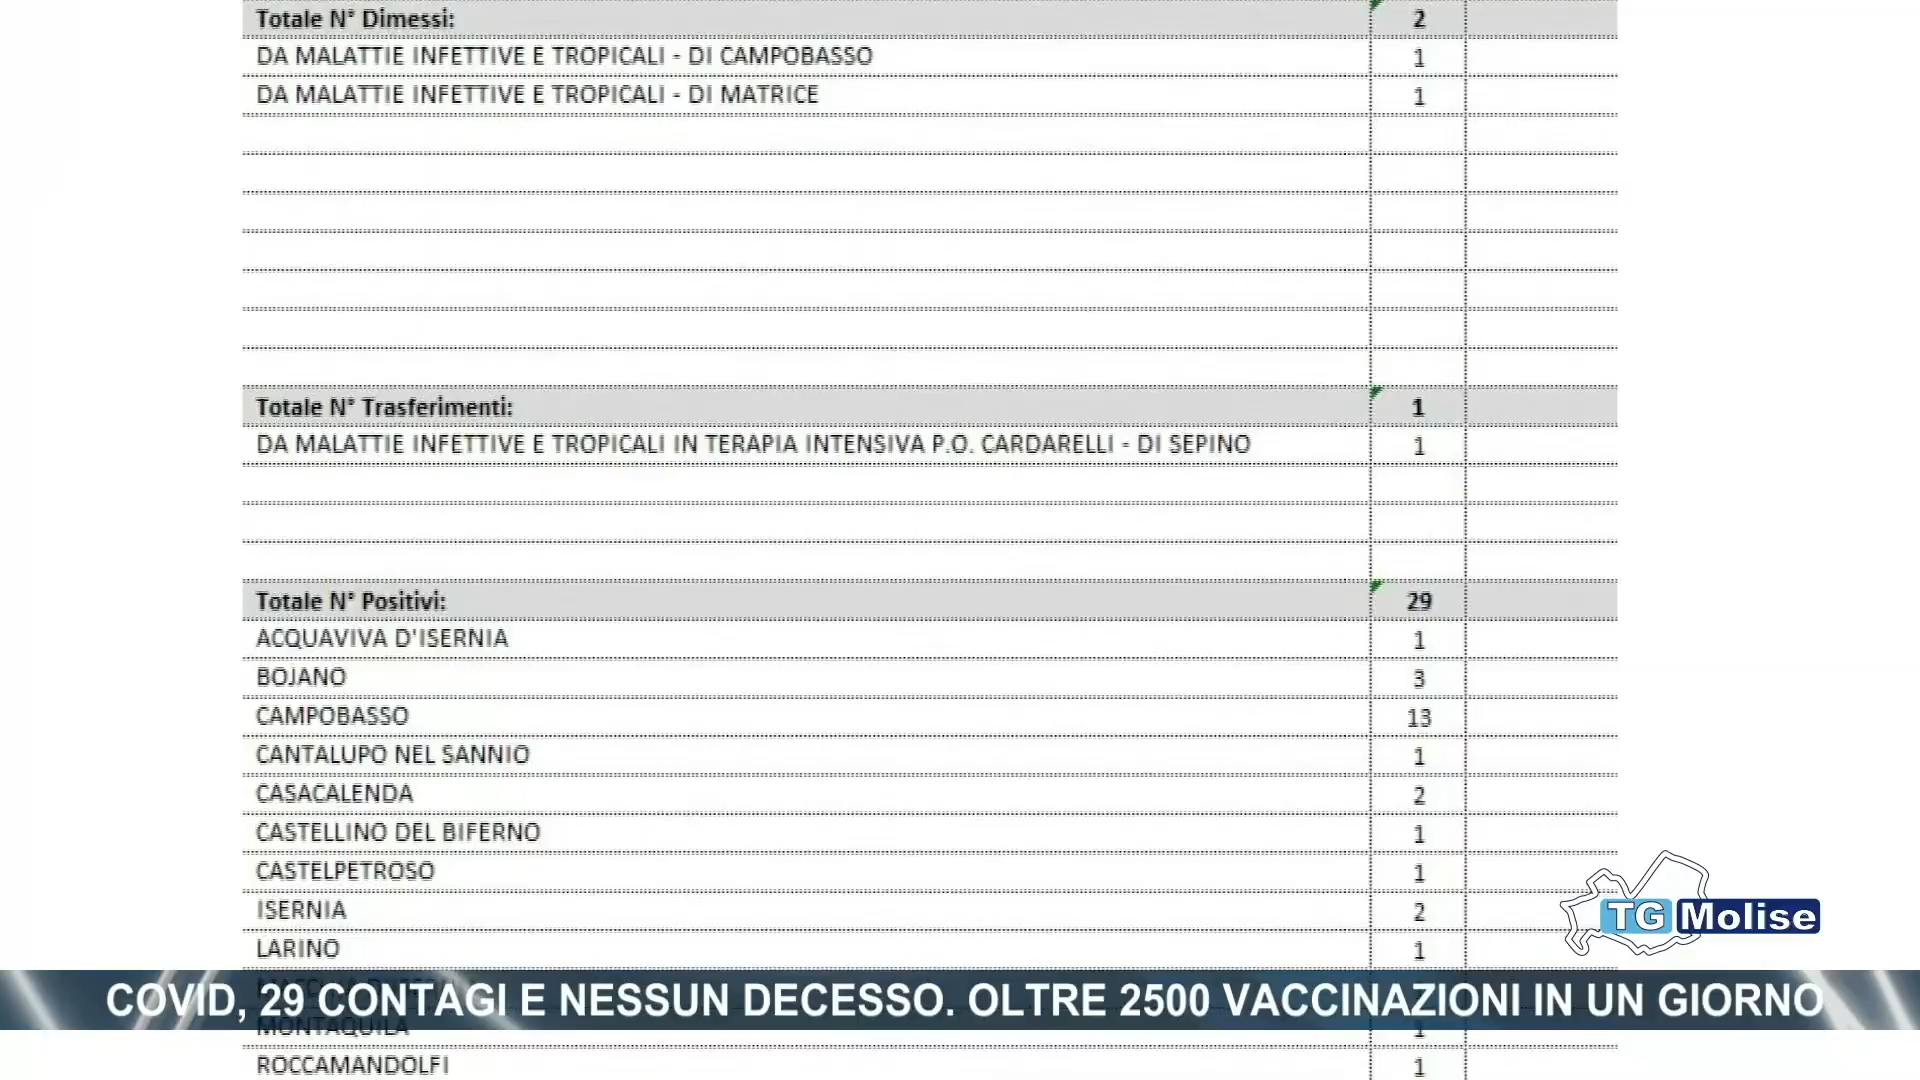 Totale N° Dimessi: 2
DA MALATTIE INFETTIVE E TROPICALI - DI CAMPOBASSO 1
DA MALATTIE INFETTIVE E TROPICALI - DI MATRICE 1
Totale N° Trasferimenti: 1
DA MALATTIE INFETTIVE E TROPICALI IN TERAPIA INTENSIVA P.O. CARDARELLI - DI SEPINO 1
Totale N° Positivi: 29
ACQUAVIVA D'ISERNIA 1
BOJANO 3
CAMPOBASSO 13
CANTALUPO NEL SANNIO 1
CASACALENDA 2
CASTELLINO DEL BIFERNO 1
CASTELPETROSO 1
ISERNIA 2
LARINO 1
TG Molise
COVID, 29 CONTAGI E NESSUN DECESSO. OLTRE 2500 VACCINAZIONI IN UN GIORNO
MONTAQUILA 1
ROCCAMANDOLFI 1